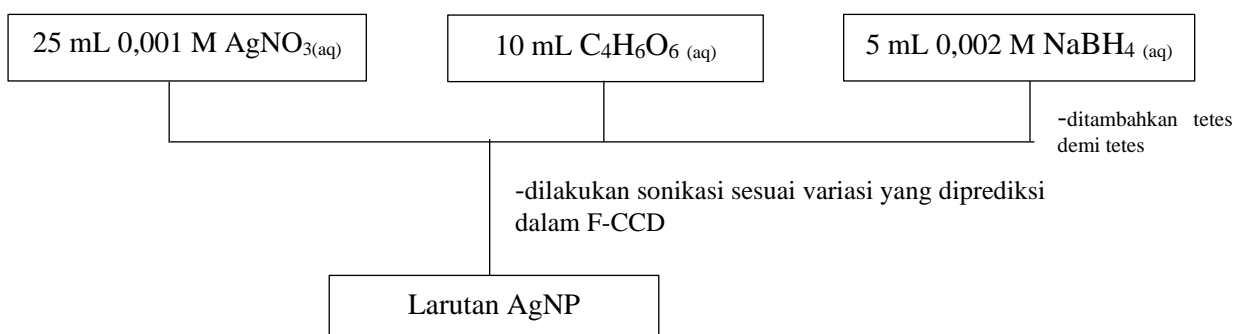 25 mL 0,001 M AgNO₃₍aq₎
10 mL C₄H₆O₆ ₍aq₎
5 mL 0,002 M NaBH₄ ₍aq₎
-ditambahkan tetes
demi tetes
-dilakukan sonikasi sesuai variasi yang diprediksi
dalam F-CCD
Larutan AgNP